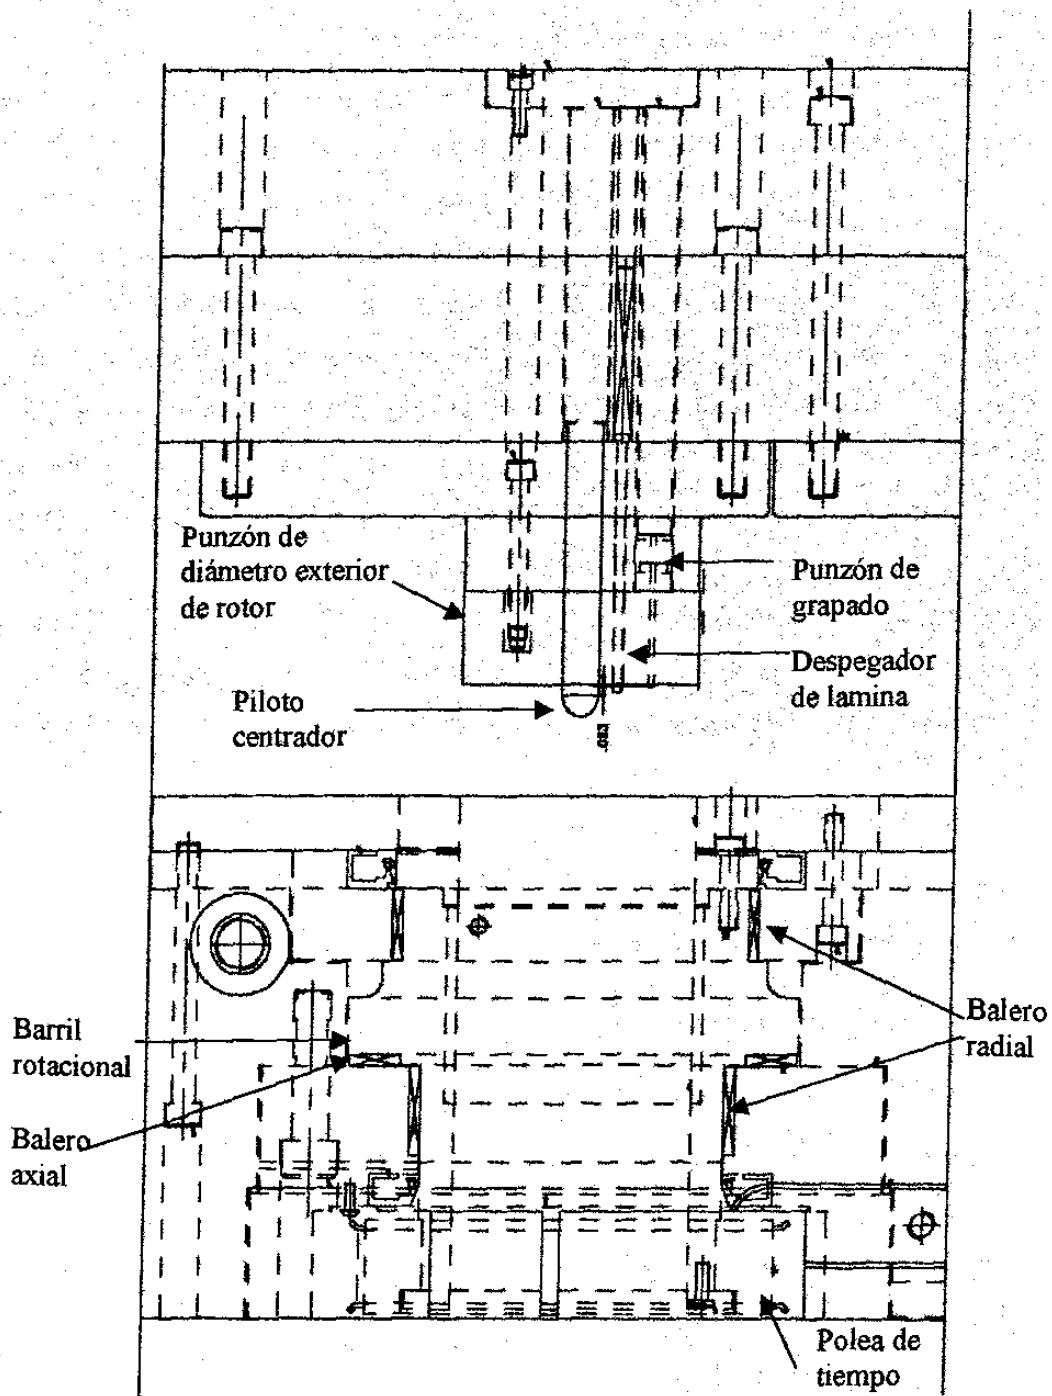 Punzón de
diámetro exterior
de rotor
Punzón de
grapado
Despegador
de lamina
Piloto
centrador
Barril
rotacional
Balero
radial
Balero
axial
Polea de
tiempo